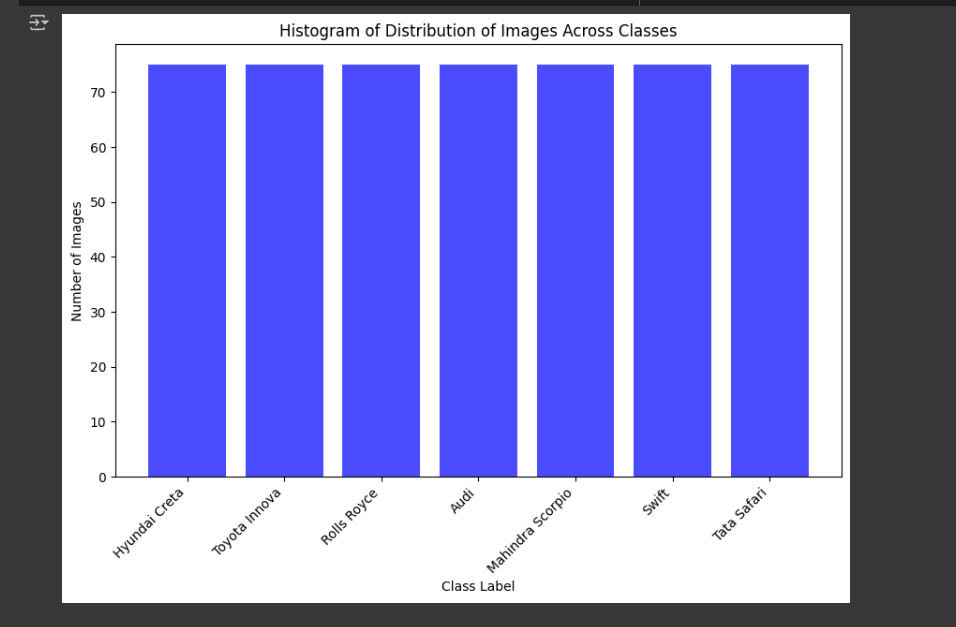 Histogram of Distribution of Images Across Classes
Number of Images
70
60
50
40
30
20
10
0
Hyundai Creta
Toyota Innova
Rolls Royce
Audi
Mahindra Scorpio
Swift
Tata Safari
Class Label